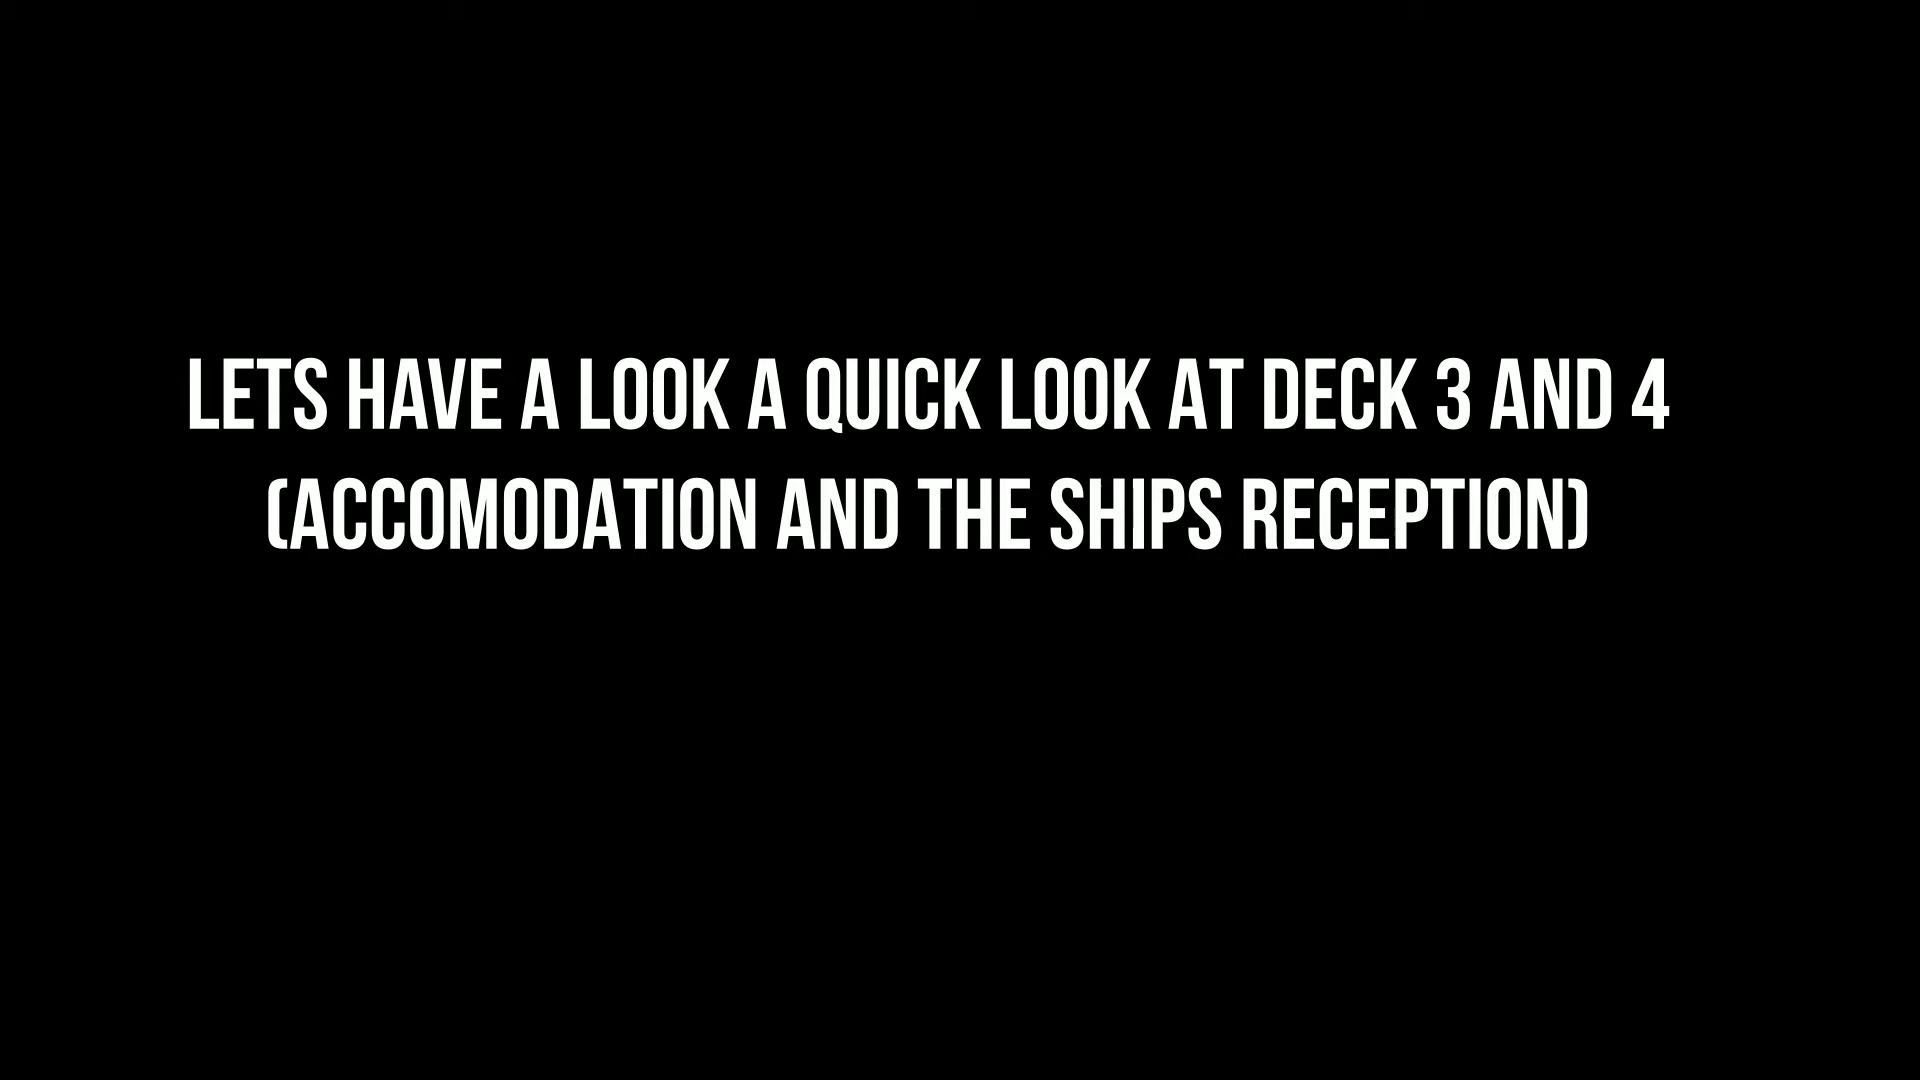 LETS HAVE A LOOK A QUICK LOOK AT DECK 3 AND 4
(ACCOMODATION AND THE SHIPS RECEPTION)